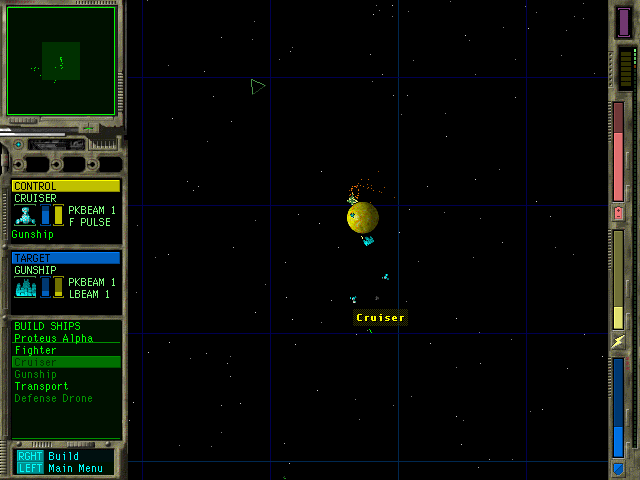 CONTROL
CRUISER
PKBEAM 1
F PULSE
Gunship
TARGET
GUNSHIP
PKBEAM 1
LBEAM 1
BUILD SHIPS
Proteus Alpha
Fighter
Cruiser
Gunship
Transport
Defense Drone
RGHT Build
LEFT Main Menu
Cruiser